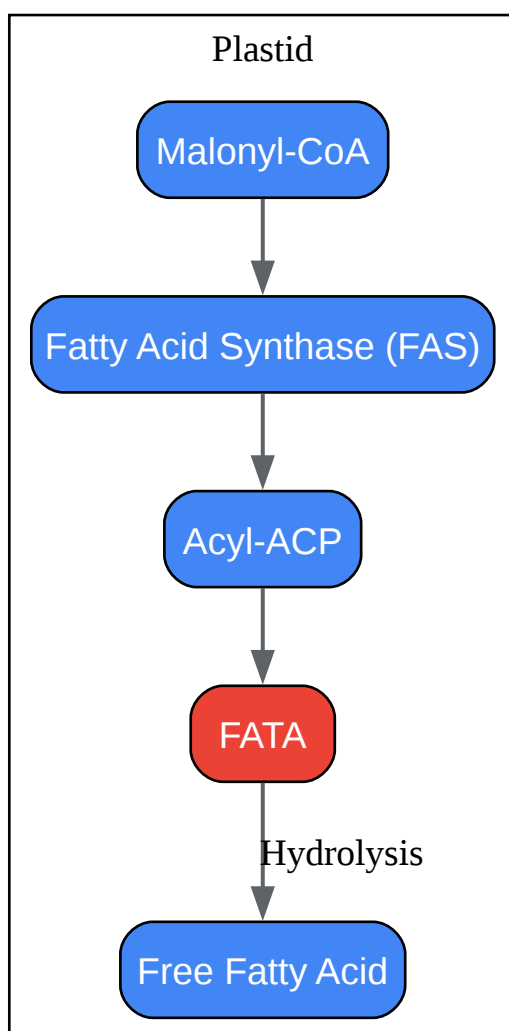 Plastid
Malonyl-CoA
Fatty Acid Synthase (FAS)
Acyl-ACP
FATA
Hydrolysis
Free Fatty Acid